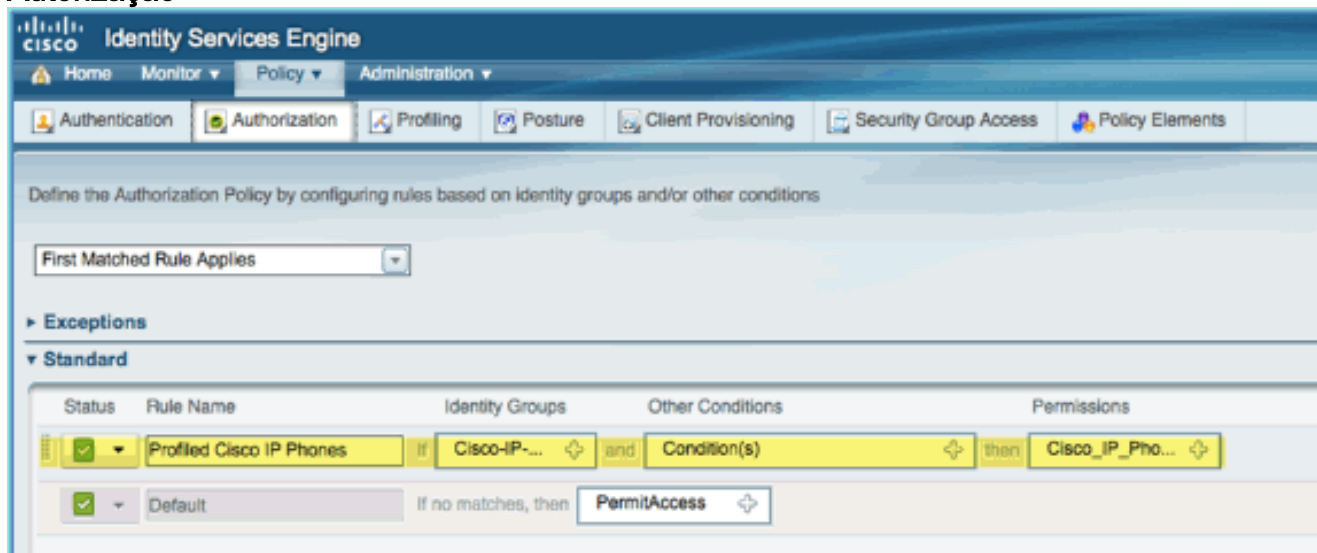 CISCO Identity Services Engine
Home Monitor Policy Administration
Authentication Authorization Profiling Posture Client Provisioning Security Group Access Policy Elements
Define the Authorization Policy by configuring rules based on identity groups and/or other conditions
First Matched Rule Applies
Exceptions
Standard
Status Rule Name Identity Groups Other Conditions Permissions
Profiled Cisco IP Phones If Cisco-IP-... and Condition(s) then Cisco_IP_Pho...
Default If no matches, then PermitAccess